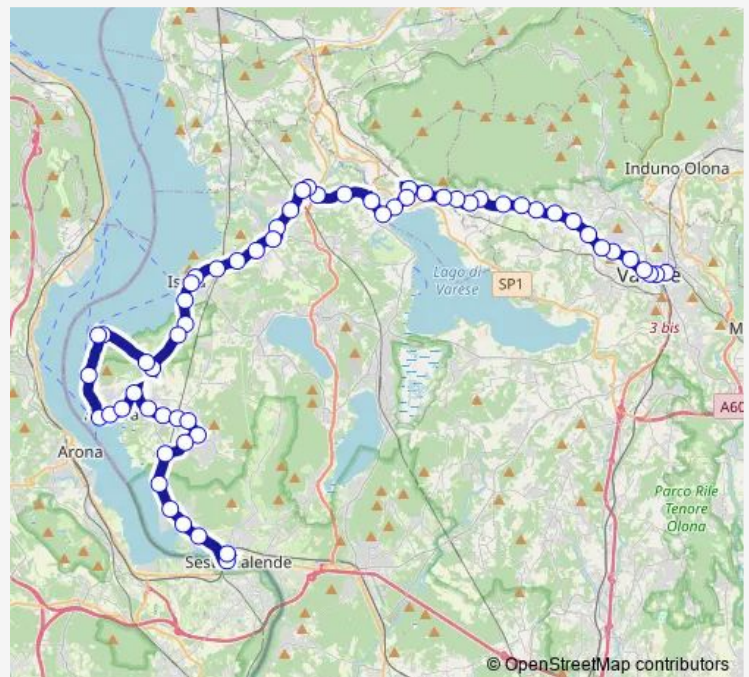 Induno Olona
Lago di
Varese
SP1
3 bis
A60
Arona
Parco Rile
Tenore
Olona
© OpenStreetMap contributors